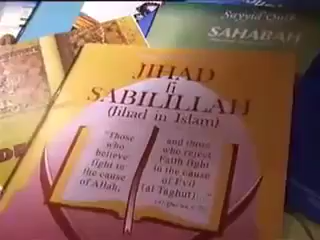 Sayyid Qutb
SAHABAH
JIHAD
fi
SABILILLAH
(Jihad in Islam)
"Those
who
believe
fight in
the cause
of Allah,
and those
who reject
Faith fight
in the cause
of Evil
(al Taghut)."